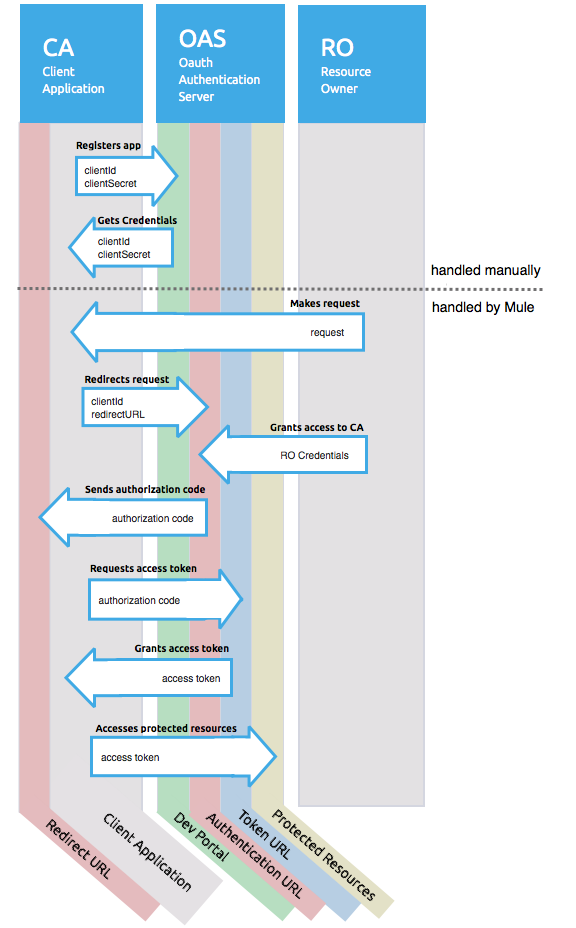 CA
Client
Application
OAS
Oauth
Authentication
Server
RO
Resource
Owner
Registers app
clientId
clientSecret
Gets Credentials
clientId
clientSecret
handled manually
handled by Mule
Makes request
request
Redirects request
clientId
redirectURL
Grants access to CA
RO Credentials
Sends authorization code
authorization code
Requests access token
authorization code
Grants access token
access token
Accesses protected resources
access token
Redirect URL
Client Application
Dev Portal
Authentication URL
Token URL
Protected Resources